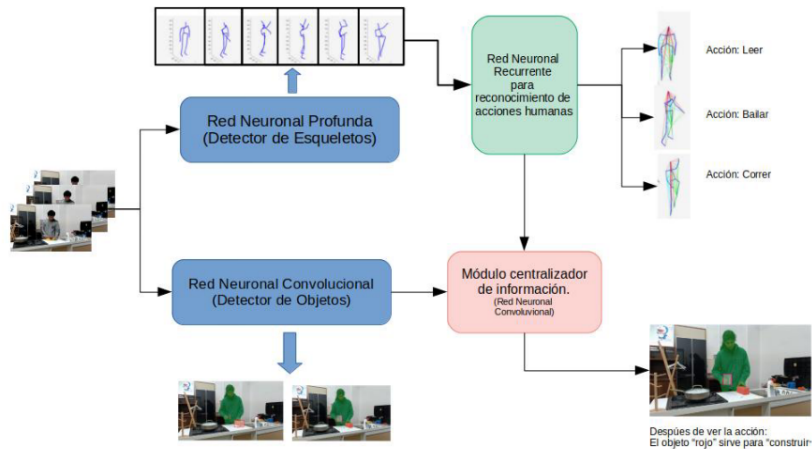 Red Neuronal Profunda
(Detector de Esqueletos)
Red Neuronal
Recurrente
para
reconocimiento de
acciones humanas
Acción: Leer
Acción: Bailar
Acción: Correr
Red Neuronal Convolucional
(Detector de Objetos)
Módulo centralizador
de información.
(Red Neuronal
Convoluvional)
Despúes de ver la acción:
El objeto “rojo” sirve para “construir”